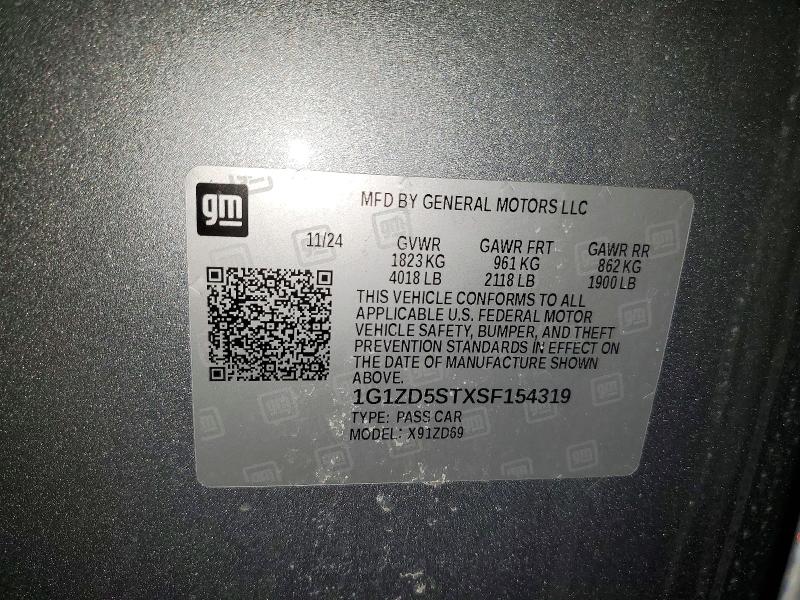 gm
MFD BY GENERAL MOTORS LLC
11/24 GVWR GAWR FRT GAWR RR
1823 KG 961 KG 862 KG
4018 LB 2118 LB 1900 LB
THIS VEHICLE CONFORMS TO ALL
APPLICABLE U.S. FEDERAL MOTOR
VEHICLE SAFETY, BUMPER, AND THEFT
PREVENTION STANDARDS IN EFFECT ON
THE DATE OF MANUFACTURE SHOWN
ABOVE.
1G1ZD5STXSF154319
TYPE: PASS CAR
MODEL: X91ZD69